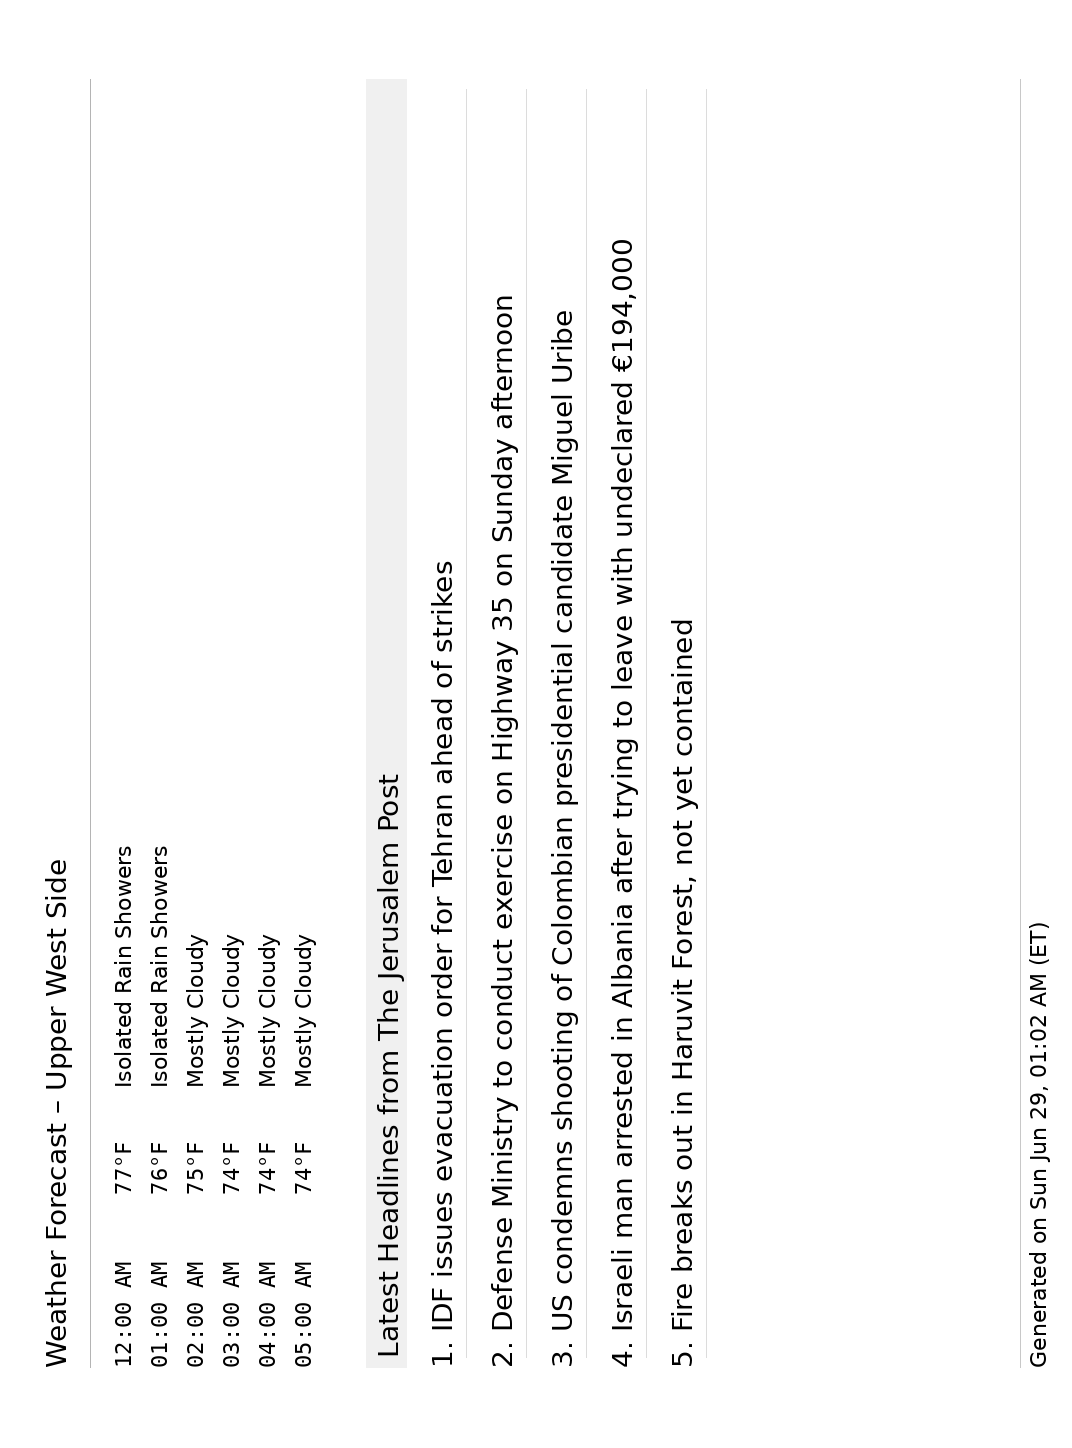 Weather Forecast – Upper West Side
12:00 AM 77°F Isolated Rain Showers
01:00 AM 76°F Isolated Rain Showers
02:00 AM 75°F Mostly Cloudy
03:00 AM 74°F Mostly Cloudy
04:00 AM 74°F Mostly Cloudy
05:00 AM 74°F Mostly Cloudy
Latest Headlines from The Jerusalem Post
1. IDF issues evacuation order for Tehran ahead of strikes
2. Defense Ministry to conduct exercise on Highway 35 on Sunday afternoon
3. US condemns shooting of Colombian presidential candidate Miguel Uribe
4. Israeli man arrested in Albania after trying to leave with undeclared €194,000
5. Fire breaks out in Haruvit Forest, not yet contained
Generated on Sun Jun 29, 01:02 AM (ET)